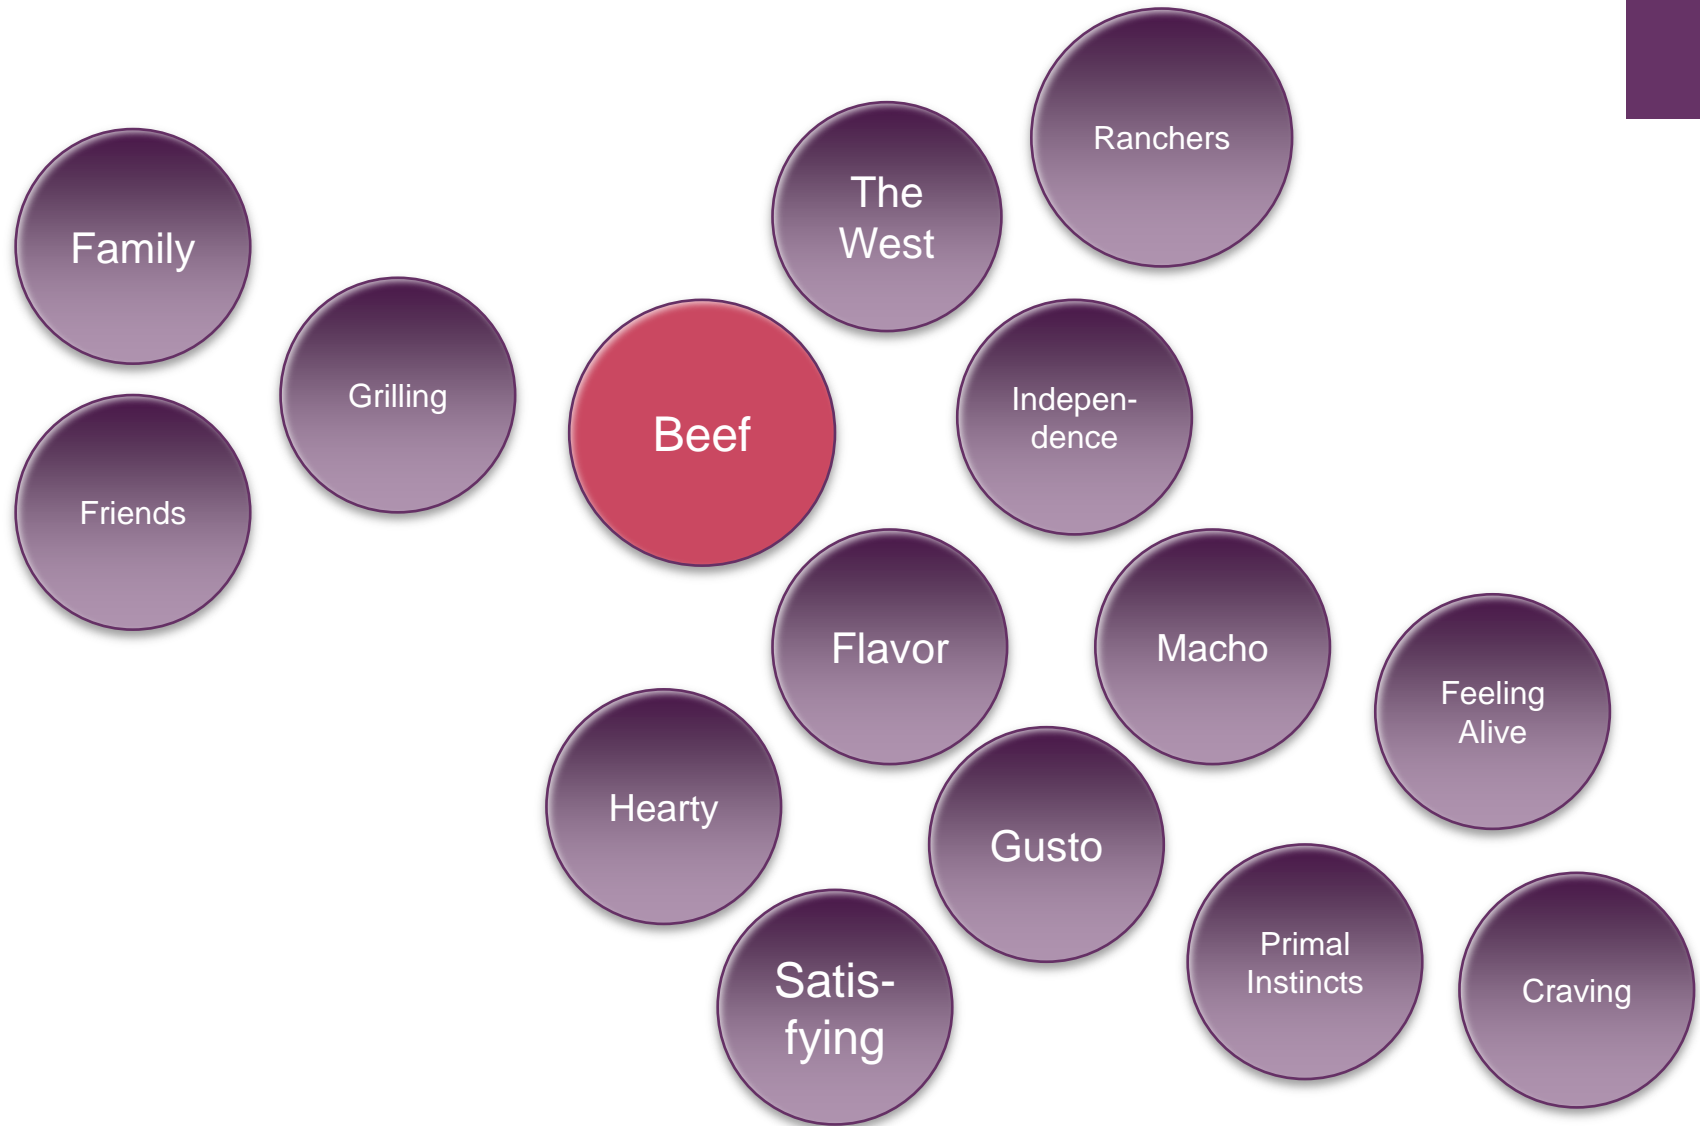 Ranchers
The
West
Family
Grilling
Indepen-
dence
Beef
Friends
Flavor
Macho
Feeling
Alive
Hearty
Gusto
Primal
Instincts
Satis-
fying
Craving